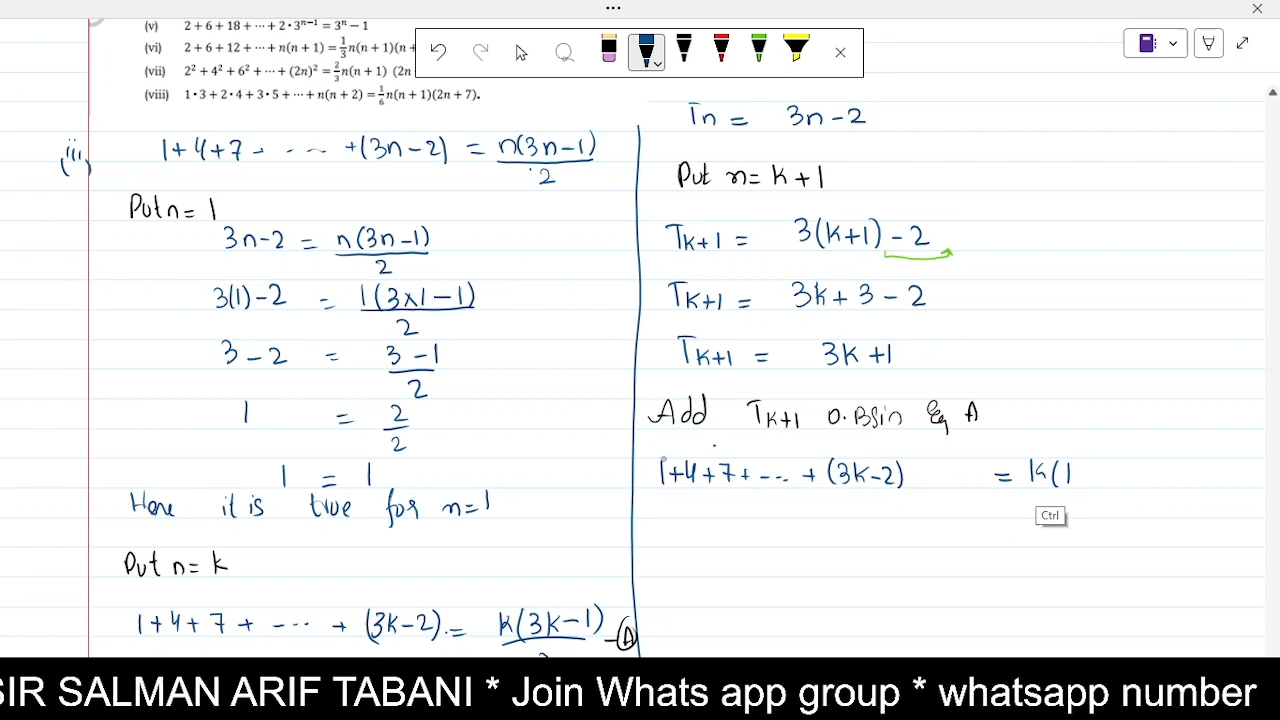 (v) 2 + 6 + 18 + ⋯ + 2 • 3ⁿ⁻¹ = 3ⁿ − 1
(vi) 2 + 6 + 12 + ⋯ + n(n + 1) = 1/3 n(n + 1)(n +
(vii) 2² + 4² + 6² + ⋯ + (2n)² = 2/3 n(n + 1) (2n
(viii) 1 • 3 + 2 • 4 + 3 • 5 + ⋯ + n(n + 2) = 1/6 n(n + 1)(2n + 7).
(iii) 1+4+7+ ... +(3n−2) = n(3n−1)/2
Put n = 1
3n−2 = n(3n−1)/2
3(1)−2 = 1(3×1−1)/2
3−2 = 3−1/2
1 = 2/2
1 = 1
Here it is true for n=1
Put n = k
1+4+7+ ... + (3k−2) = k(3k−1) —(A)
Tn = 3n−2
Put n = k+1
Tk+1 = 3(k+1)−2
Tk+1 = 3k+3−2
Tk+1 = 3k+1
Add Tk+1 O.BS in Eq A
1+4+7+ ... + (3k−2) = k(1
Ctrl
SIR SALMAN ARIF TABANI * Join Whats app group * whatsapp number